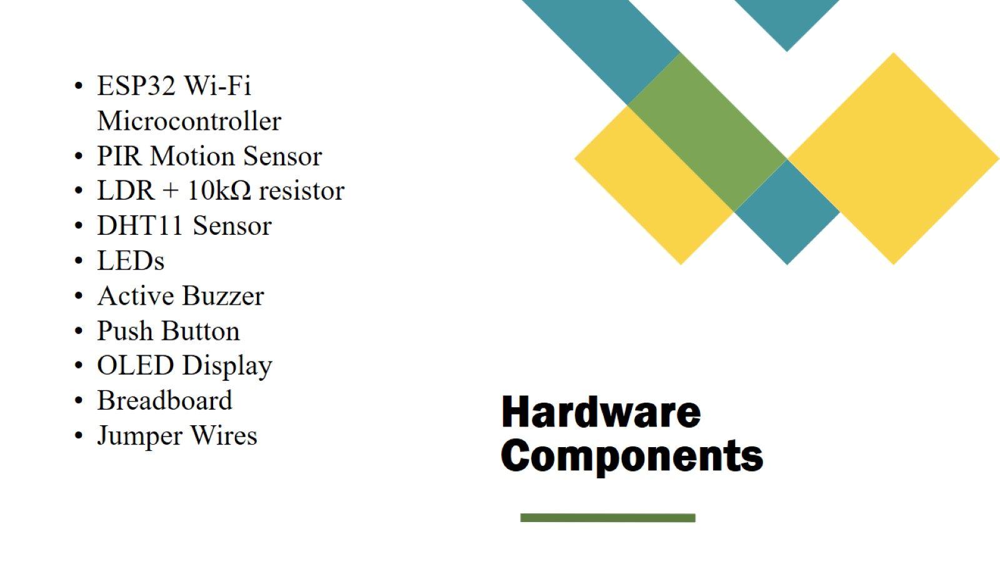 • ESP32 Wi-Fi
Microcontroller
• PIR Motion Sensor
• LDR + 10kΩ resistor
• DHT11 Sensor
• LEDs
• Active Buzzer
• Push Button
• OLED Display
• Breadboard
• Jumper Wires
Hardware
Components